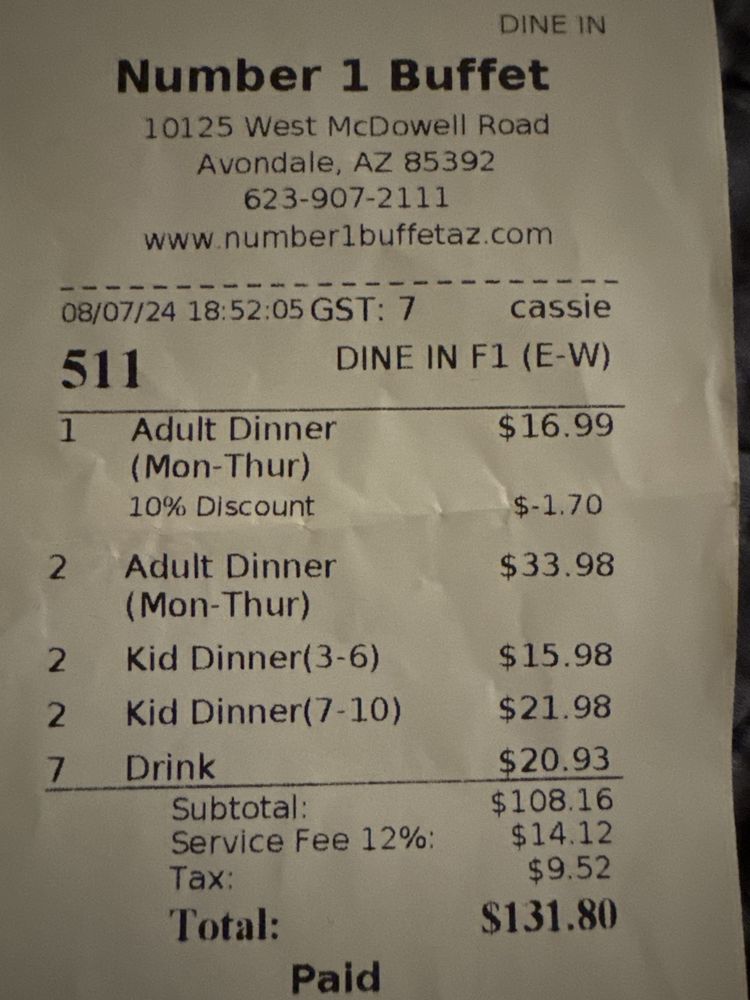 DINE IN
Number 1 Buffet
10125 West McDowell Road
Avondale, AZ 85392
623-907-2111
www.number1buffetaz.com
08/07/24 18:52:05 GST: 7 cassie
511 DINE IN F1 (E-W)
1 Adult Dinner $16.99
(Mon-Thur)
10% Discount $-1.70
2 Adult Dinner $33.98
(Mon-Thur)
2 Kid Dinner(3-6) $15.98
2 Kid Dinner(7-10) $21.98
7 Drink $20.93
Subtotal: $108.16
Service Fee 12%: $14.12
Tax: $9.52
Total: $131.80
Paid